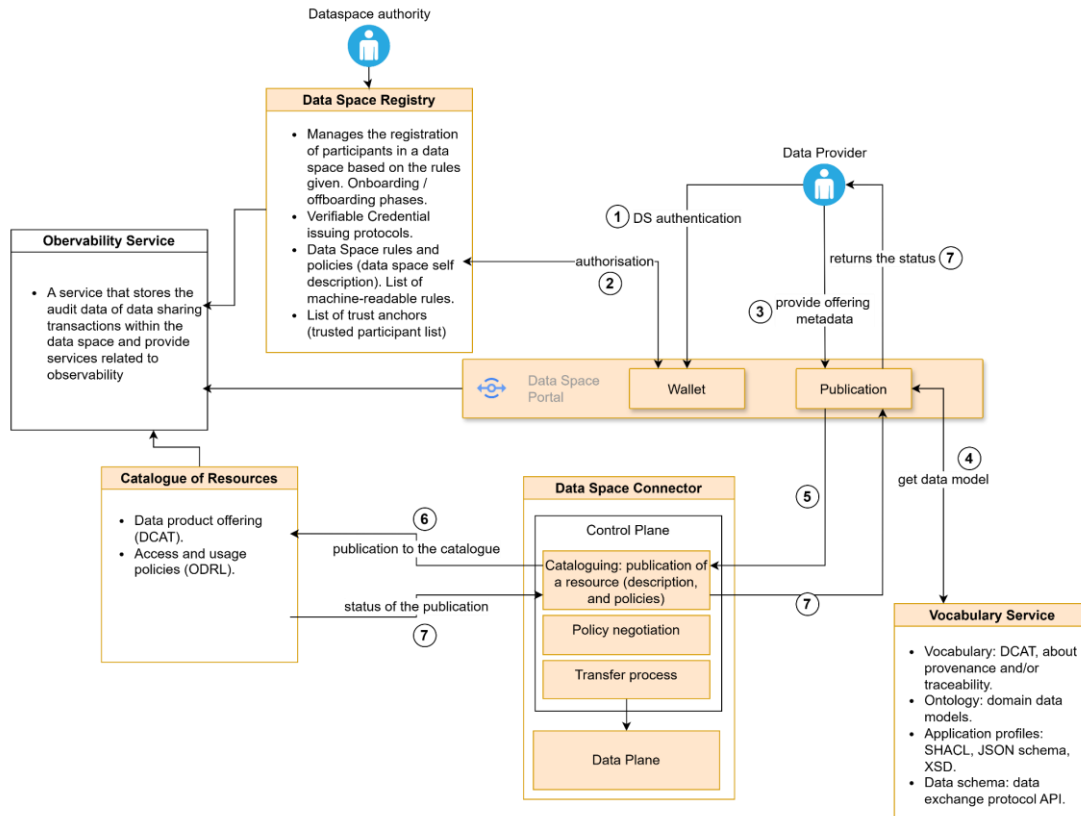 Dataspace authority
Data Space Registry
• Manages the registration
of participants in a data
space based on the rules
given. Onboarding /
offboarding phases.
• Verifiable Credential
issuing protocols.
• Data Space rules and
policies (data space self
description). List of
machine-readable rules.
• List of trust anchors
(trusted participant list)
Data Provider
1 DS authentication
authorisation
2
returns the status 7
3 provide offering
metadata
Obervability Service
• A service that stores the
audit data of data sharing
transactions within the
data space and provide
services related to
observability
Data Space
Portal
Wallet
Publication
4
get data model
5
Catalogue of Resources
• Data product offering
(DCAT).
• Access and usage
policies (ODRL).
6
publication to the catalogue
status of the publication
7
Data Space Connector
Control Plane
Cataloguing: publication of
a resource (description,
and policies)
7
Policy negotiation
Transfer process
Data Plane
Vocabulary Service
• Vocabulary: DCAT, about
provenance and/or
traceability.
• Ontology: domain data
models.
• Application profiles:
SHACL, JSON schema,
XSD.
• Data schema: data
exchange protocol API.